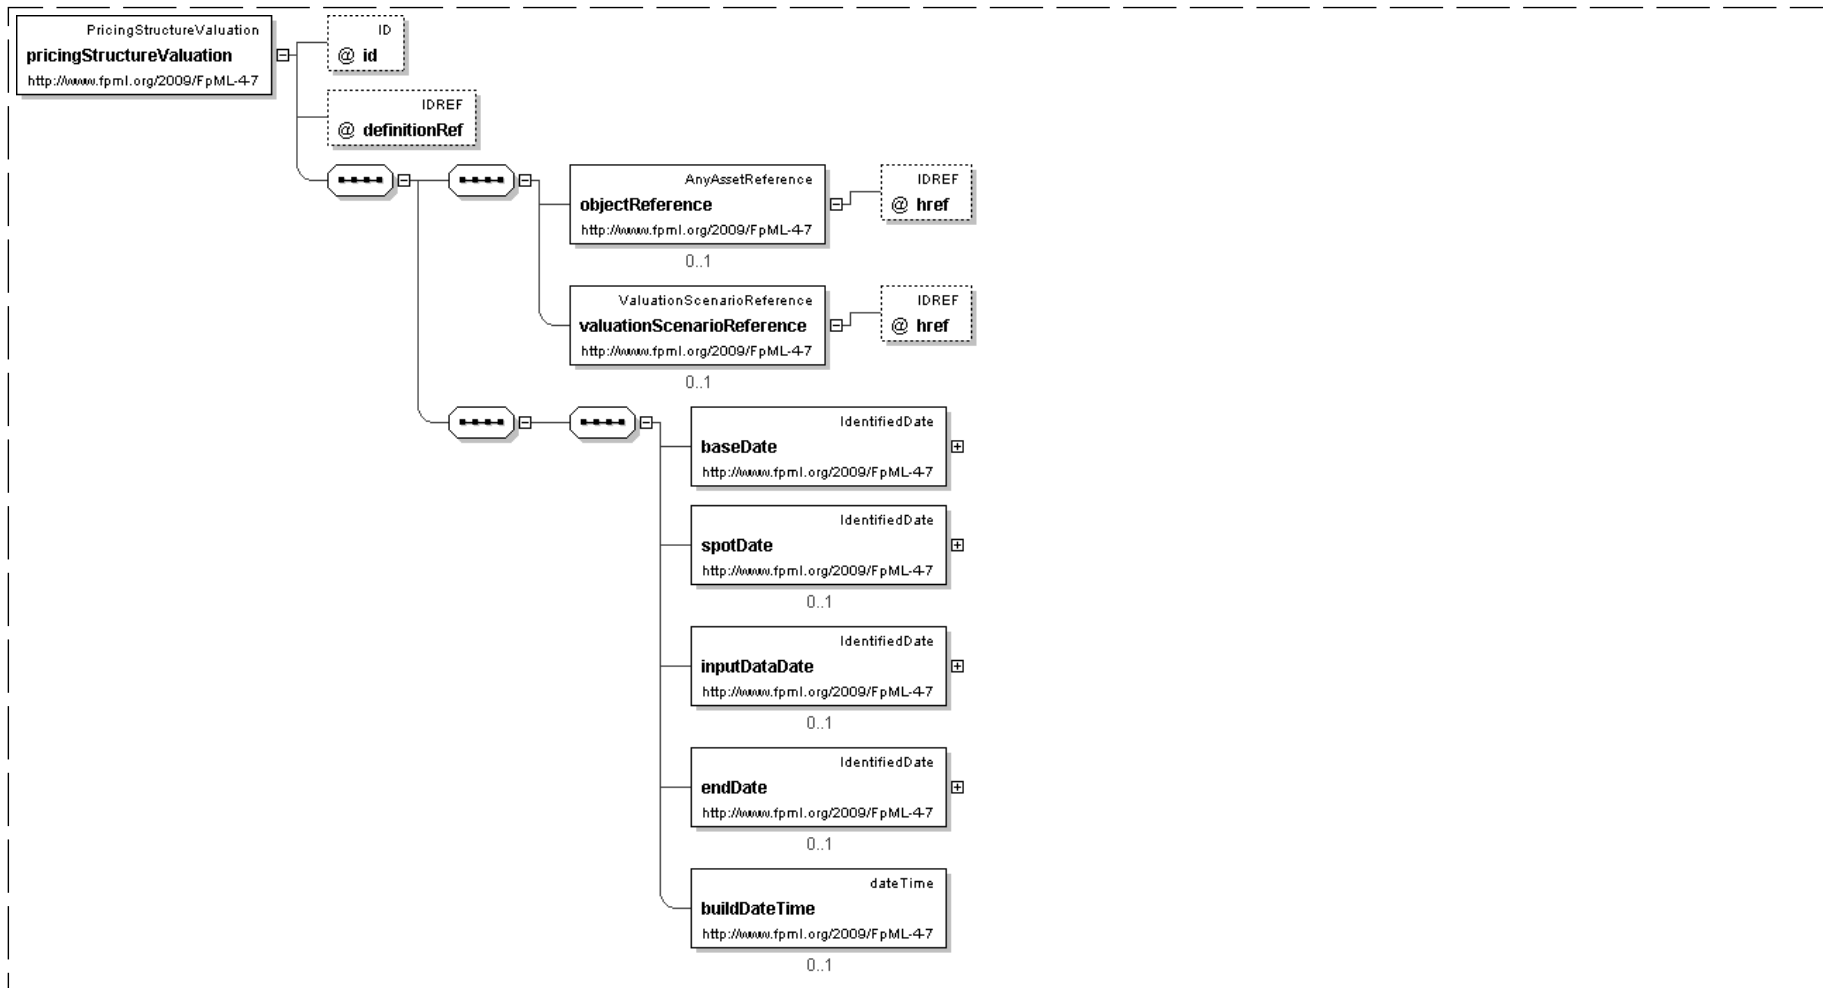 PricingStructureValuation
pricingStructureValuation
http://www.fpml.org/2009/FpML-4-7
ID
@ id
IDREF
@ definitionRef
AnyAssetReference
objectReference
http://www.fpml.org/2009/FpML-4-7
0..1
IDREF
@ href
ValuationScenarioReference
valuationScenarioReference
http://www.fpml.org/2009/FpML-4-7
0..1
IDREF
@ href
IdentifiedDate
baseDate
http://www.fpml.org/2009/FpML-4-7
IdentifiedDate
spotDate
http://www.fpml.org/2009/FpML-4-7
0..1
IdentifiedDate
inputDataDate
http://www.fpml.org/2009/FpML-4-7
0..1
IdentifiedDate
endDate
http://www.fpml.org/2009/FpML-4-7
0..1
dateTime
buildDateTime
http://www.fpml.org/2009/FpML-4-7
0..1